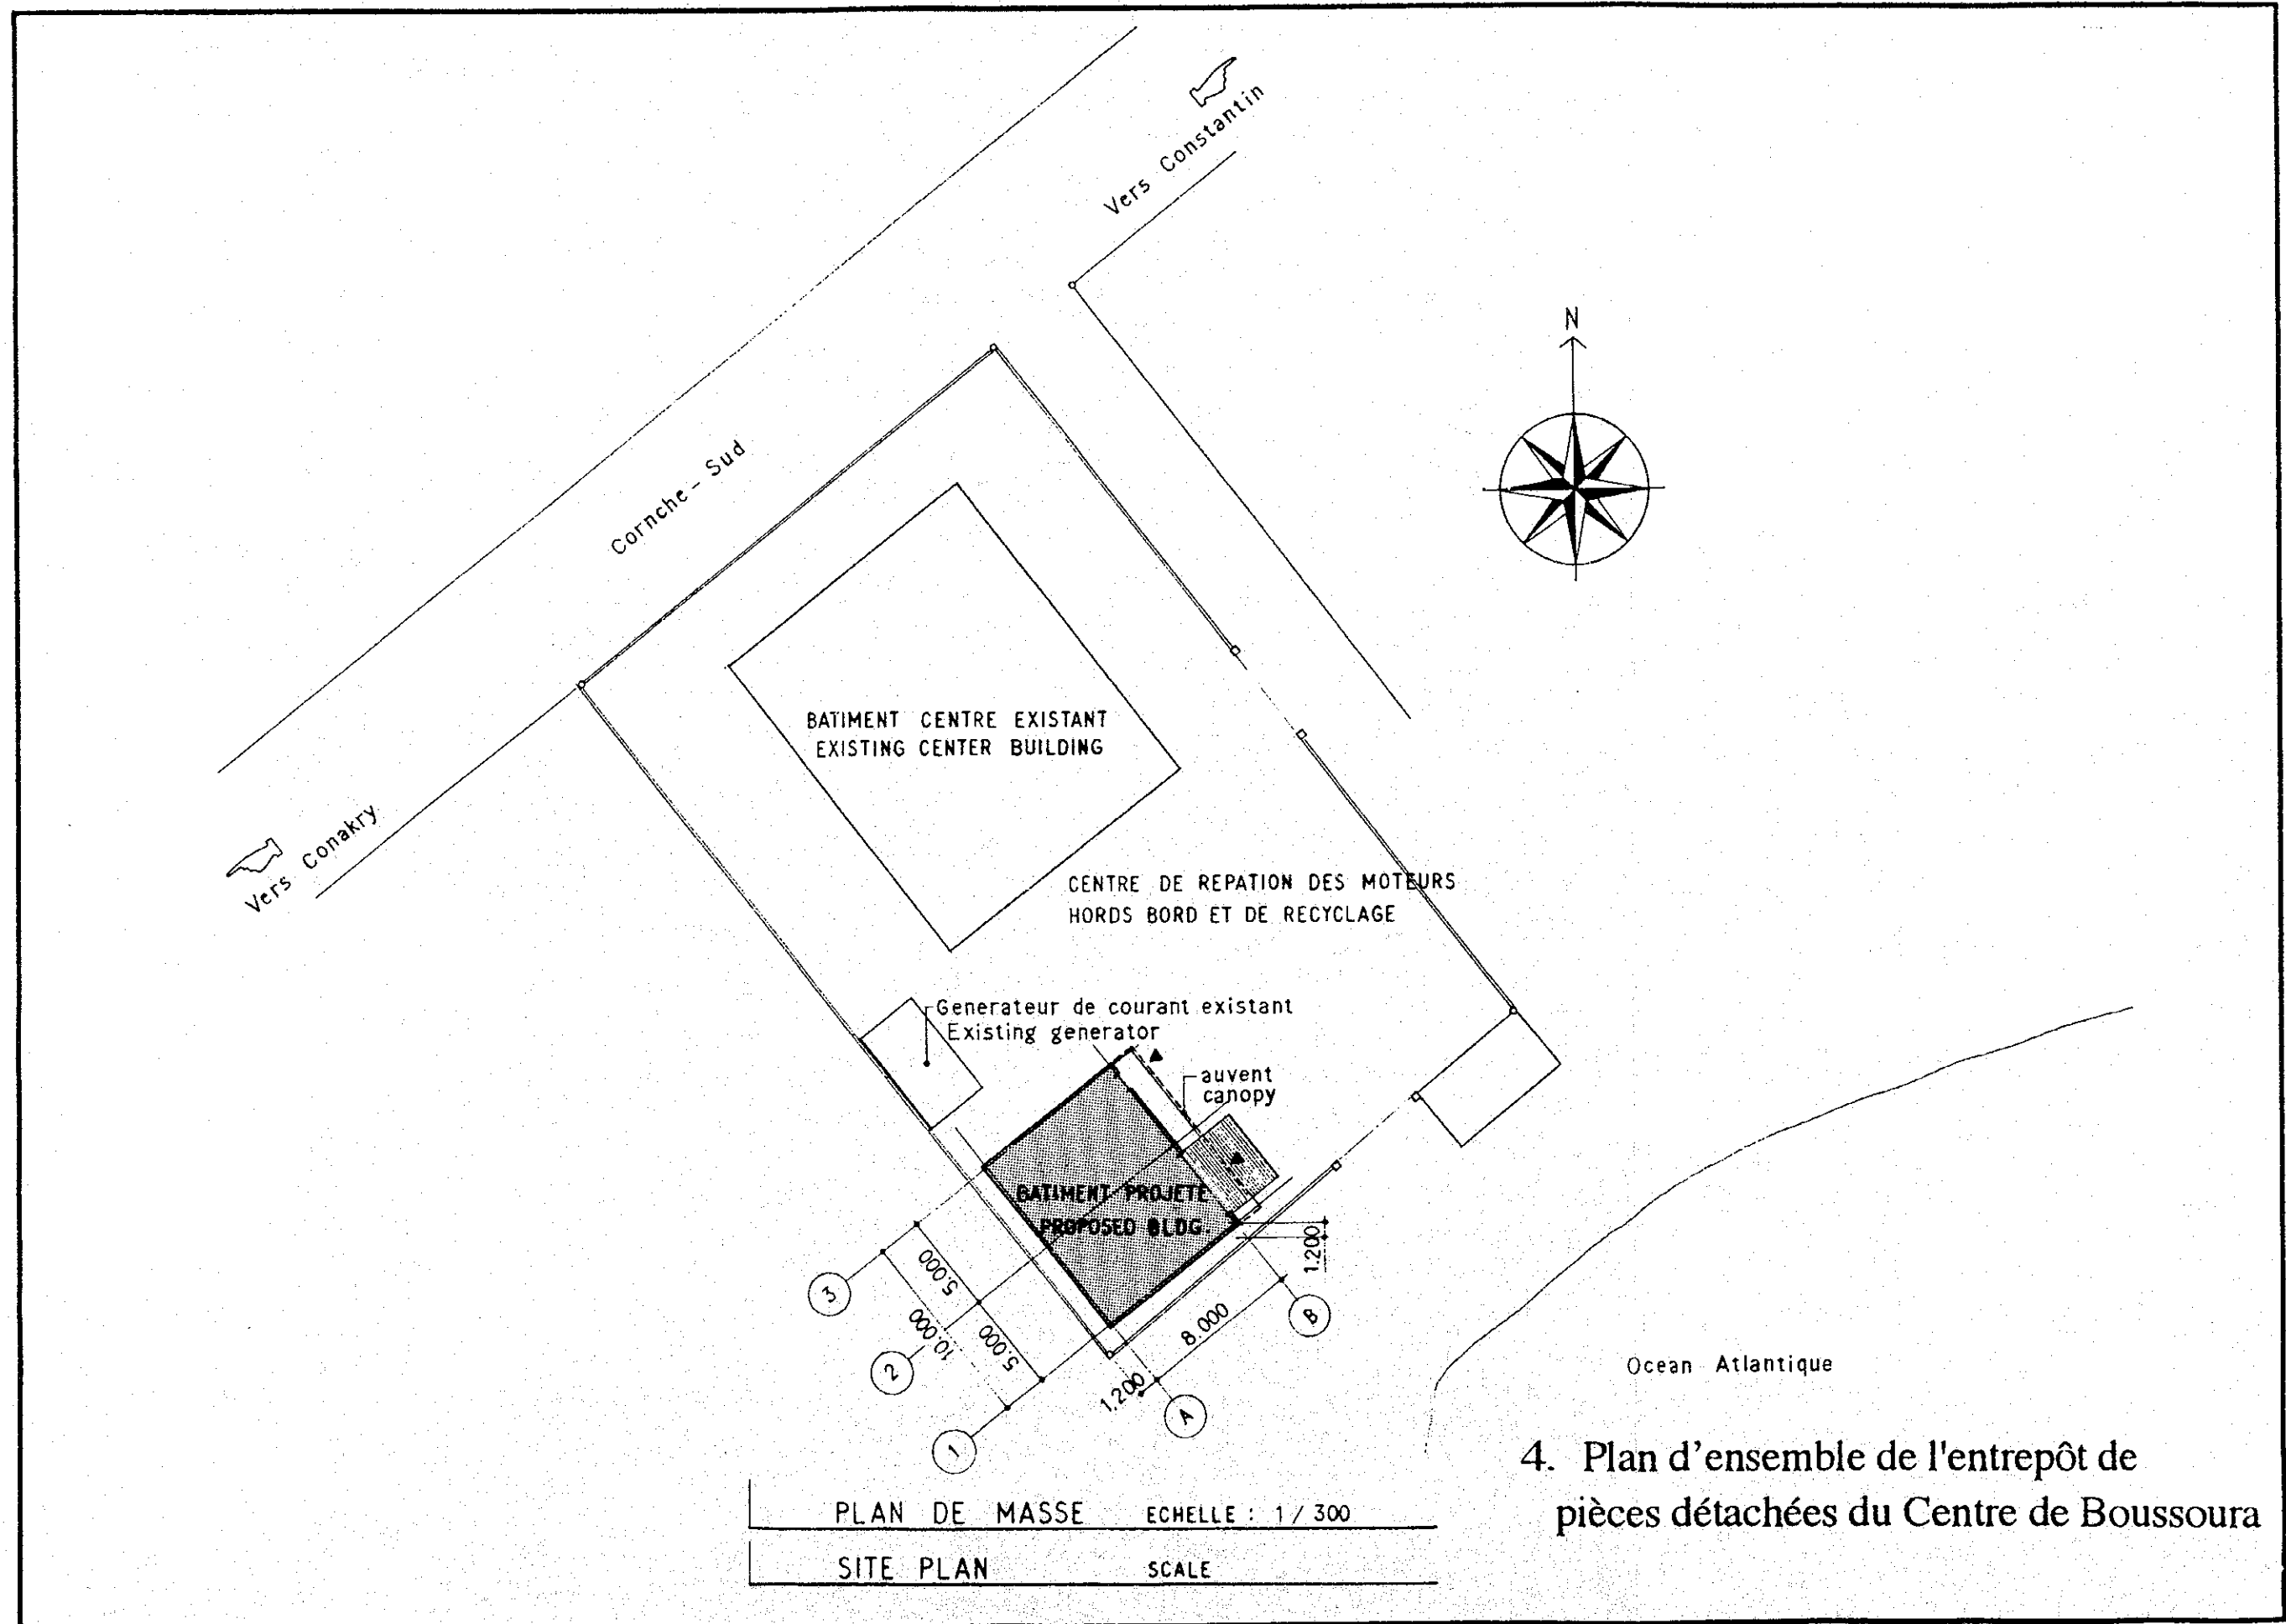 Vers Constantin
N
Cornche - Sud
BATIMENT CENTRE EXISTANT
EXISTING CENTER BUILDING
Vers Conakry
CENTRE DE REPATION DES MOTEURS
HORDS BORD ET DE RECYCLAGE
Generateur de courant existant
Existing generator
auvent
canopy
BATIMENT PROJETE
PROPOSED BLDG.
1.200
5.000
3
10.000
5.000
8.000
B
2
1.200
A
1
Ocean Atlantique
4. Plan d'ensemble de l'entrepôt de
pièces détachées du Centre de Boussoura
PLAN DE MASSE ECHELLE : 1 / 300
SITE PLAN SCALE